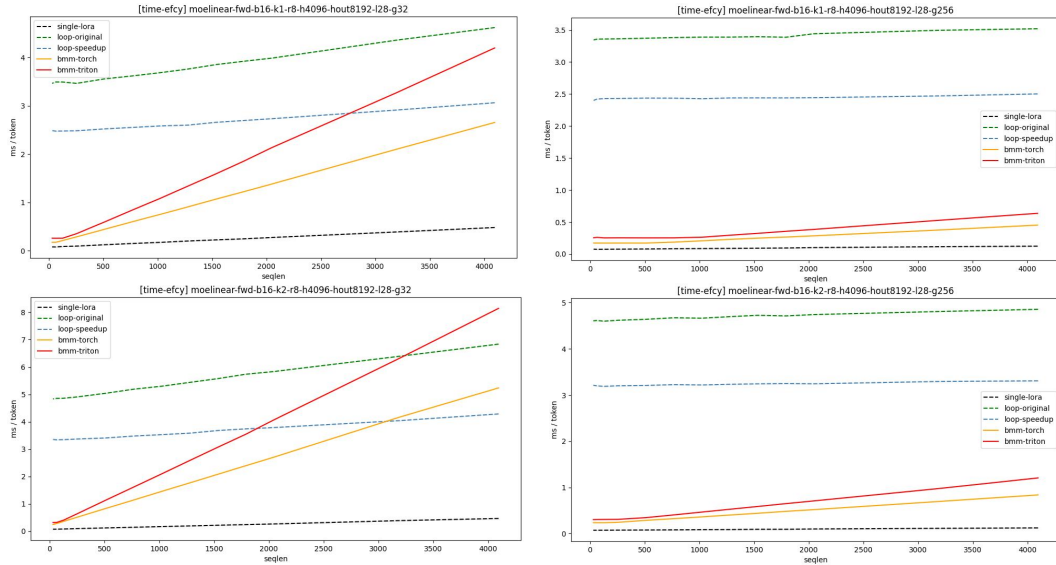 [time-efcy] moelinear-fwd-b16-k1-r8-h4096-hout8192-l28-g32
single-lora
loop-original
loop-speedup
bmm-torch
bmm-triton
4
3
2
1
0
ms / token
0 500 1000 1500 2000 2500 3000 3500 4000
seqlen
[time-efcy] moelinear-fwd-b16-k1-r8-h4096-hout8192-l28-g256
3.5
3.0
2.5
2.0
1.5
1.0
0.5
0.0
ms / token
single-lora
loop-original
loop-speedup
bmm-torch
bmm-triton
0 500 1000 1500 2000 2500 3000 3500 4000
seqlen
[time-efcy] moelinear-fwd-b16-k2-r8-h4096-hout8192-l28-g32
single-lora
loop-original
loop-speedup
bmm-torch
bmm-triton
8
7
6
5
4
3
2
1
0
ms / token
0 500 1000 1500 2000 2500 3000 3500 4000
seqlen
[time-efcy] moelinear-fwd-b16-k2-r8-h4096-hout8192-l28-g256
5
4
3
2
1
0
ms / token
single-lora
loop-original
loop-speedup
bmm-torch
bmm-triton
0 500 1000 1500 2000 2500 3000 3500 4000
seqlen